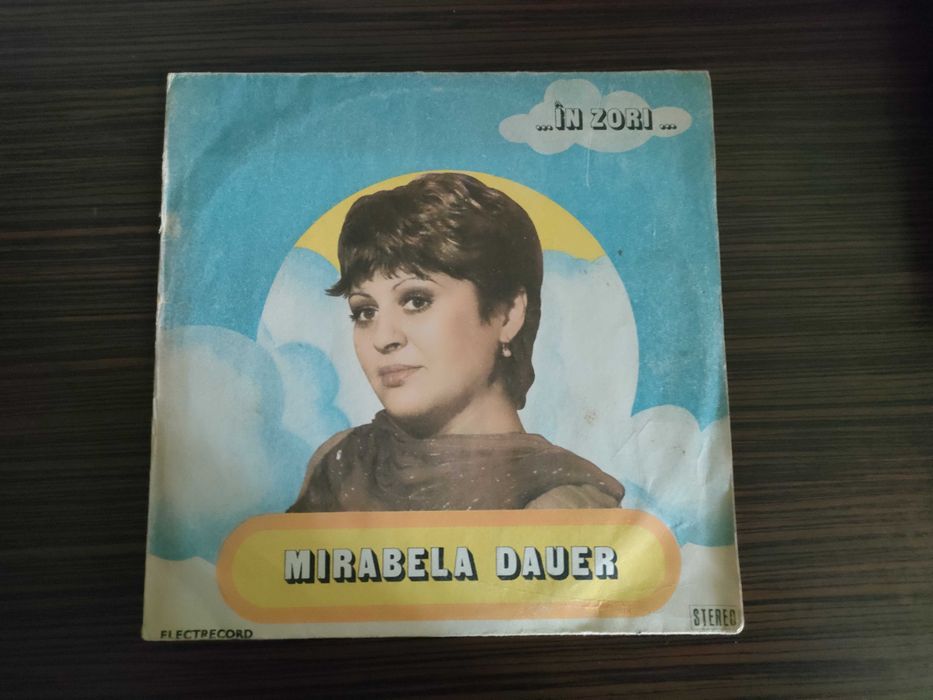 ...ÎN ZORI...
MIRABELA DAUER
ELECTRECORD
STEREO